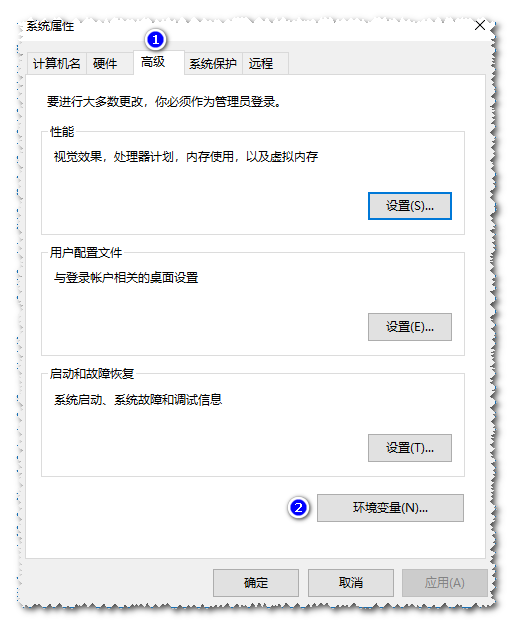 系统属性
1
计算机名 硬件 高级 系统保护 远程
要进行大多数更改，你必须作为管理员登录。
性能
视觉效果，处理器计划，内存使用，以及虚拟内存
设置(S)...
用户配置文件
与登录帐户相关的桌面设置
设置(E)...
启动和故障恢复
系统启动、系统故障和调试信息
设置(T)...
2 环境变量(N)...
确定 取消 应用(A)